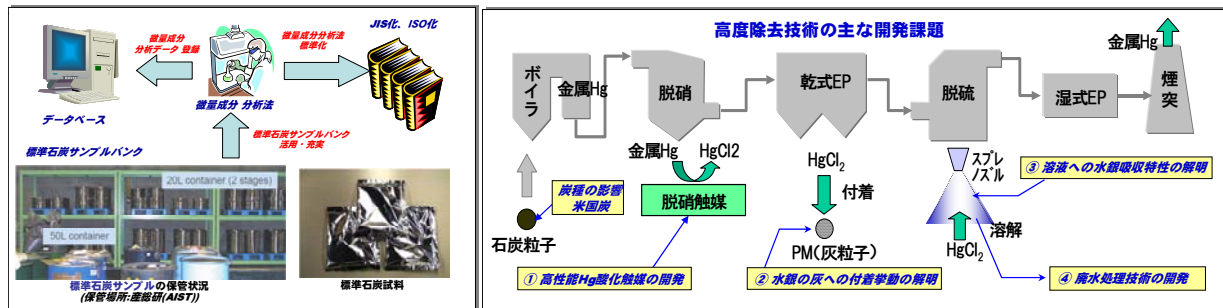 JIS化、ISO化
微量成分
分析データ 登録
微量成分分析法
標準化
微量成分 分析法
データベース
標準石炭サンプルバンク
活用・充実
標準石炭サンプルバンク
20L container (2 stages)
50L container
標準石炭サンプルの保管状況
(保管場所:産総研(AIST))
標準石炭試料
高度除去技術の主な開発課題
金属Hg
ボイラ
金属Hg
脱硝
乾式EP
脱硫
湿式EP
煙突
金属Hg
HgCl2
HgCl2
スプレ
ノズル
③ 溶液への水銀吸収特性の解明
炭種の影響
米国炭
脱硝触媒
付着
溶解
石炭粒子
PM(灰粒子)
HgCl2
① 高性能Hg酸化触媒の開発
② 水銀の灰への付着挙動の解明
④ 廃水処理技術の開発